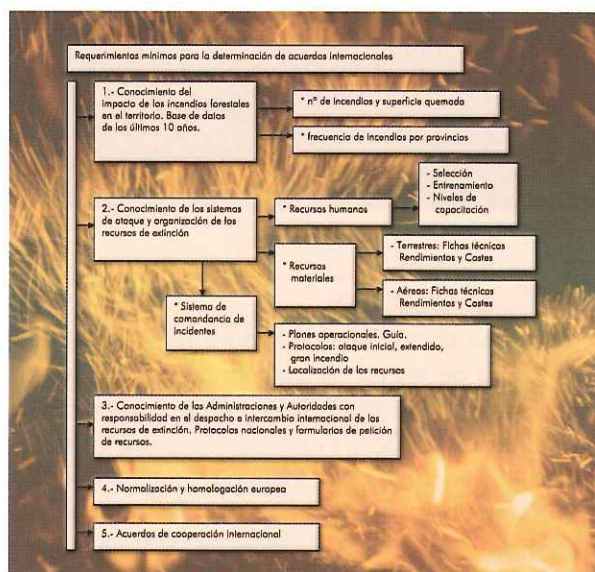 Requerimientos mínimos para la determinación de acuerdos internacionales
1.- Conocimiento del
impacto de los incendios forestales
en el territorio. Base de datos
de los últimos 10 años.
* nº de incendios y superficie quemada
* frecuencia de incendios por provincias
2.- Conocimiento de los sistemas
de ataque y organización de los
recursos de extinción
* Recursos humanos
- Selección
- Entrenamiento
- Niveles de
capacitación
* Recursos
materiales
- Terrestres: Fichas técnicas
Rendimientos y Costes
- Aéreos: Fichas técnicas
Rendimientos y Costes
* Sistema de
comandancia de
incidentes
- Planes operacionales. Guía.
- Protocolos: ataque inicial, extendido,
gran incendio
- Localización de los recursos
3.- Conocimiento de las Administraciones y Autoridades con
responsabilidad en el despacho e intercambio internacional de los
recursos de extinción. Protocolos nacionales y formularios de petición
de recursos.
4.- Normalización y homologación europea
5.- Acuerdos de cooperación internacional